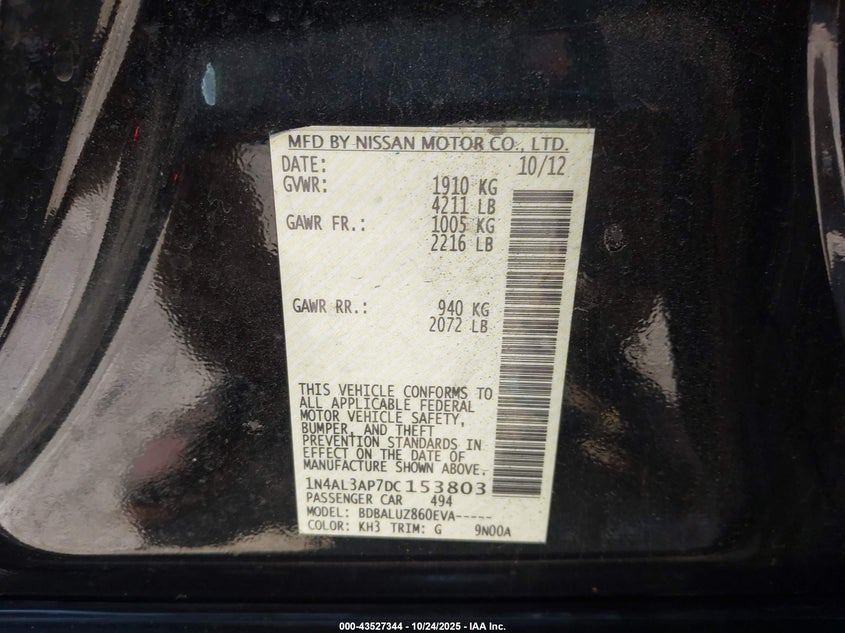 MFD BY NISSAN MOTOR CO., LTD.
DATE: 10/12
GVWR: 1910 KG
4211 LB
GAWR FR.: 1005 KG
2216 LB
GAWR RR.: 940 KG
2072 LB
THIS VEHICLE CONFORMS TO
ALL APPLICABLE FEDERAL
MOTOR VEHICLE SAFETY,
BUMPER, AND THEFT
PREVENTION STANDARDS IN
EFFECT ON THE DATE OF
MANUFACTURE SHOWN ABOVE.
1N4AL3AP7DC153803
PASSENGER CAR 494
MODEL: BDBALUZ860EVA-----
COLOR: KH3 TRIM: G 9N00A
000-43527344 - 10/24/2025 - IAA Inc.